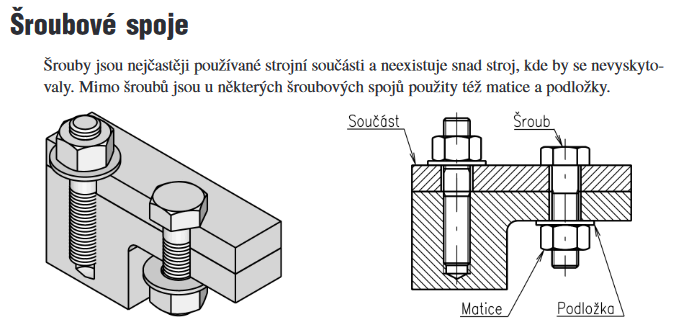 Šroubové spoje
Šrouby jsou nejčastěji používané strojní součásti a neexistuje snad stroj, kde by se nevyskyto-
valy. Mimo šroubů jsou u některých šroubových spojů použity též matice a podložky.
Součást
Šroub
Matice
Podložka